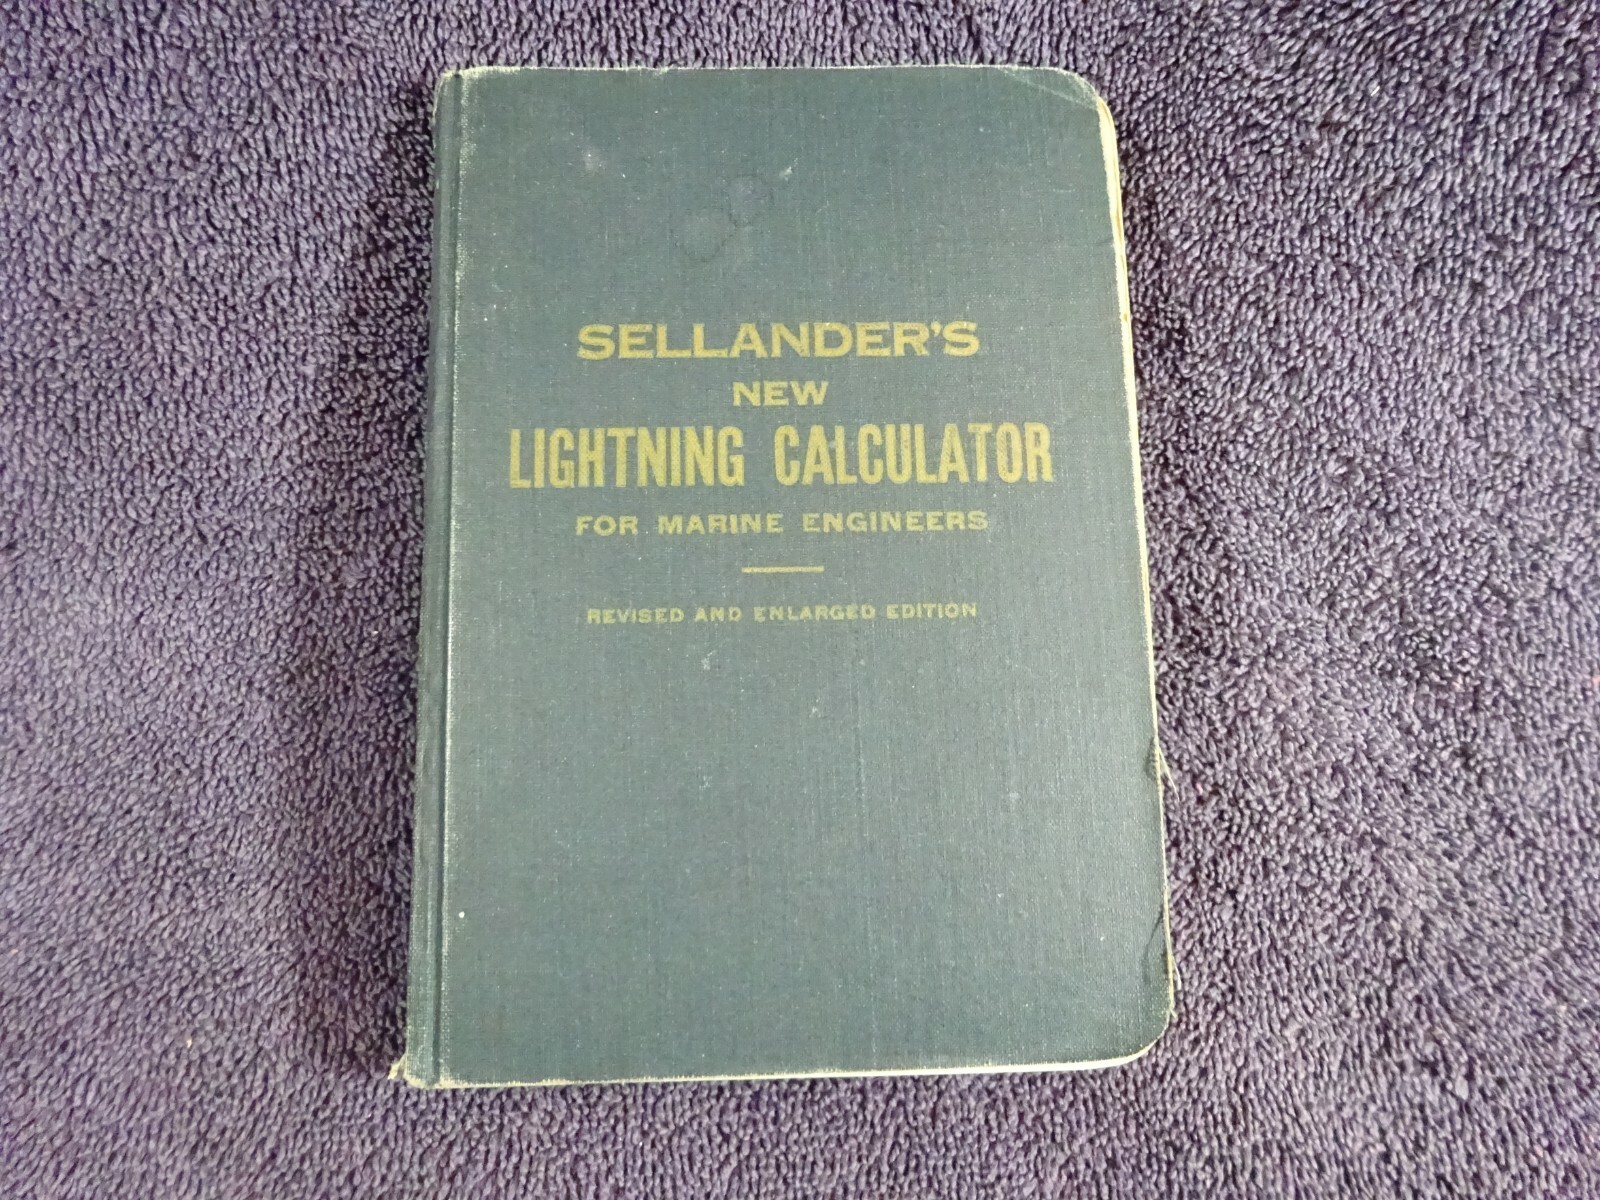 SELLANDER'S
NEW
LIGHTNING CALCULATOR
FOR MARINE ENGINEERS
REVISED AND ENLARGED EDITION